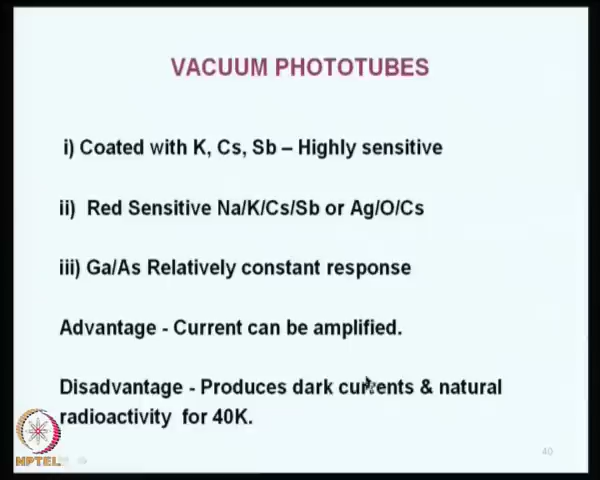 VACUUM PHOTOTUBES
i) Coated with K, Cs, Sb – Highly sensitive
ii) Red Sensitive Na/K/Cs/Sb or Ag/O/Cs
iii) Ga/As Relatively constant response
Advantage - Current can be amplified.
Disadvantage - Produces dark currents & natural
radioactivity for 40K.
NPTEL
40